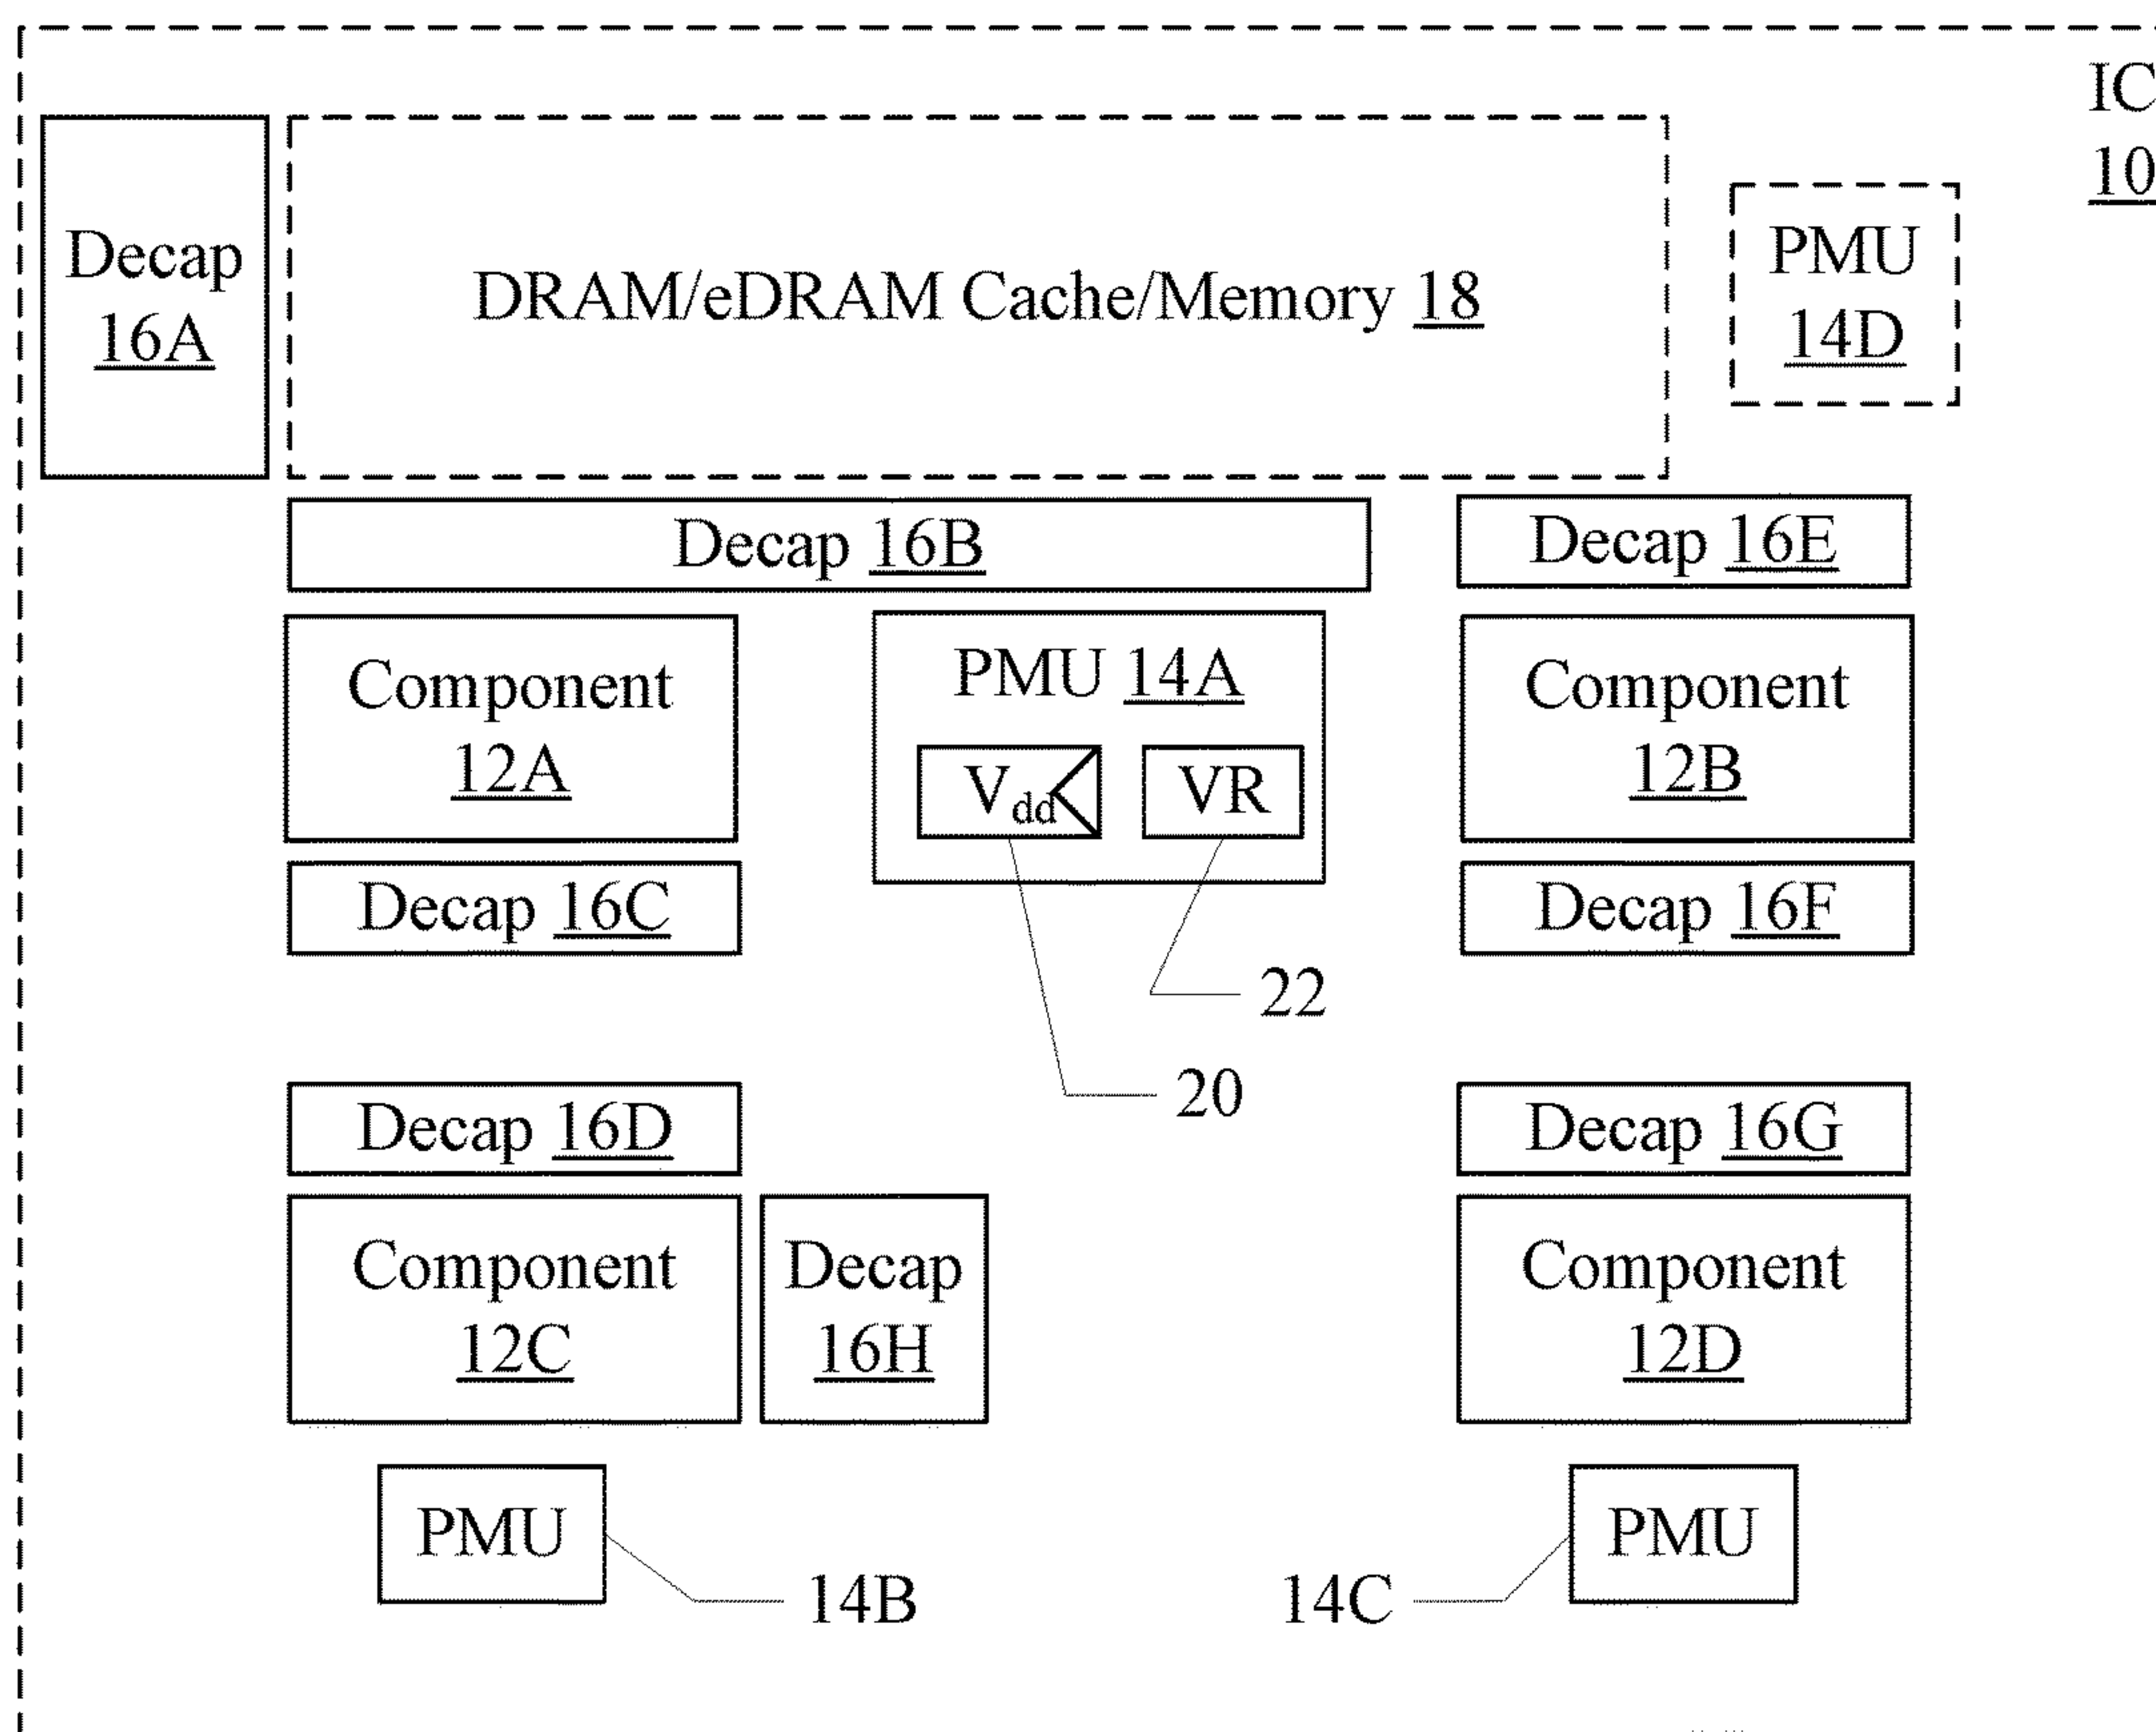 IC
10
Decap
16A
DRAM/eDRAM Cache/Memory 18
PMU
14D
Decap 16B
Decap 16E
Component
12A
PMU 14A
Vdd
VR
Component
12B
Decap 16C
Decap 16F
22
20
Decap 16D
Decap 16G
Component
12C
Decap
16H
Component
12D
PMU
14B
14C
PMU